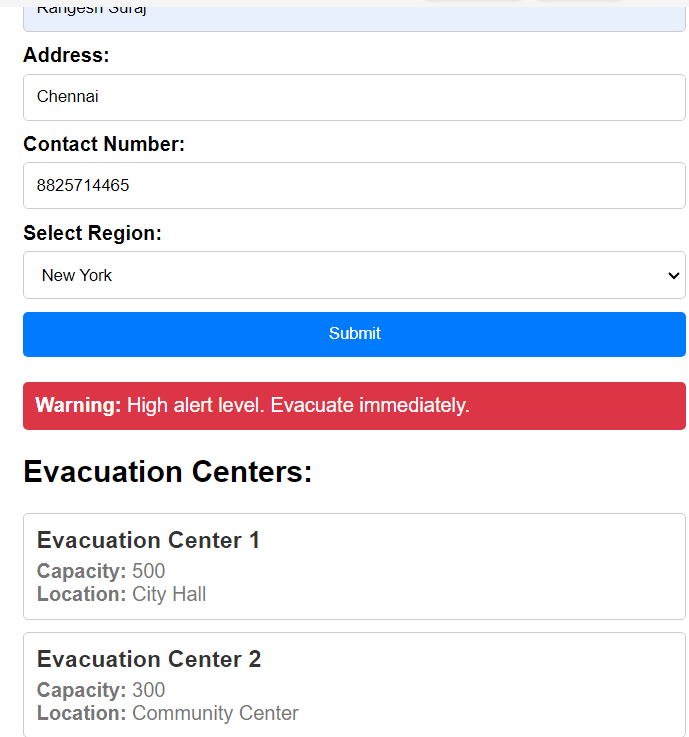 Rangesh Suraj
Address:
Chennai
Contact Number:
8825714465
Select Region:
New York
Submit
Warning: High alert level. Evacuate immediately.
Evacuation Centers:
Evacuation Center 1
Capacity: 500
Location: City Hall
Evacuation Center 2
Capacity: 300
Location: Community Center